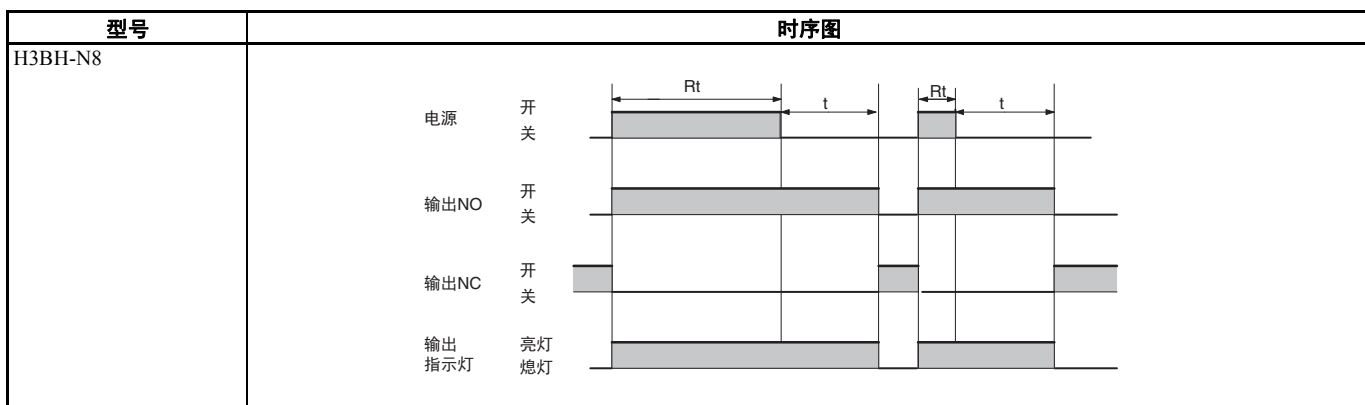 型号 时序图
H3BH-N8
Rt t Rt t
电源 开
关
输出NO 开
关
输出NC 开
关
输出 亮灯
指示灯 熄灯